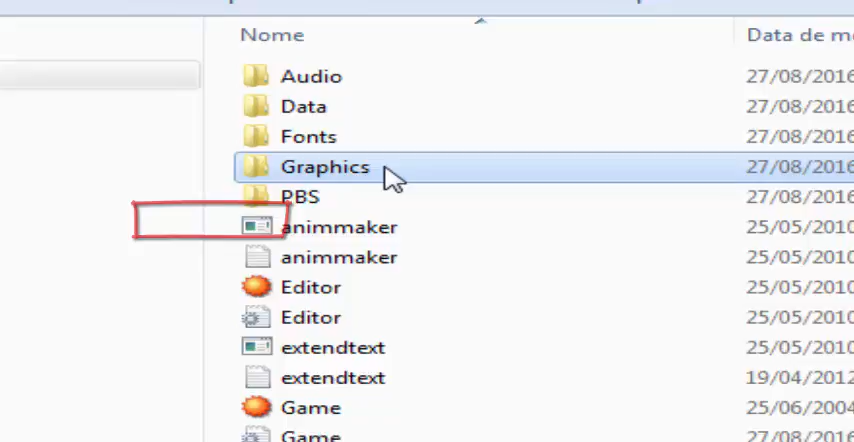 Nome Data de m
Audio 27/08/2016
Data 27/08/2016
Fonts 27/08/2016
Graphics 27/08/2016
PBS 27/08/2016
animmaker 25/05/2010
animmaker 25/05/2010
Editor 25/05/2010
Editor 25/05/2010
extendtext 25/05/2010
extendtext 19/04/2012
Game 25/06/2004
Game 27/08/2016